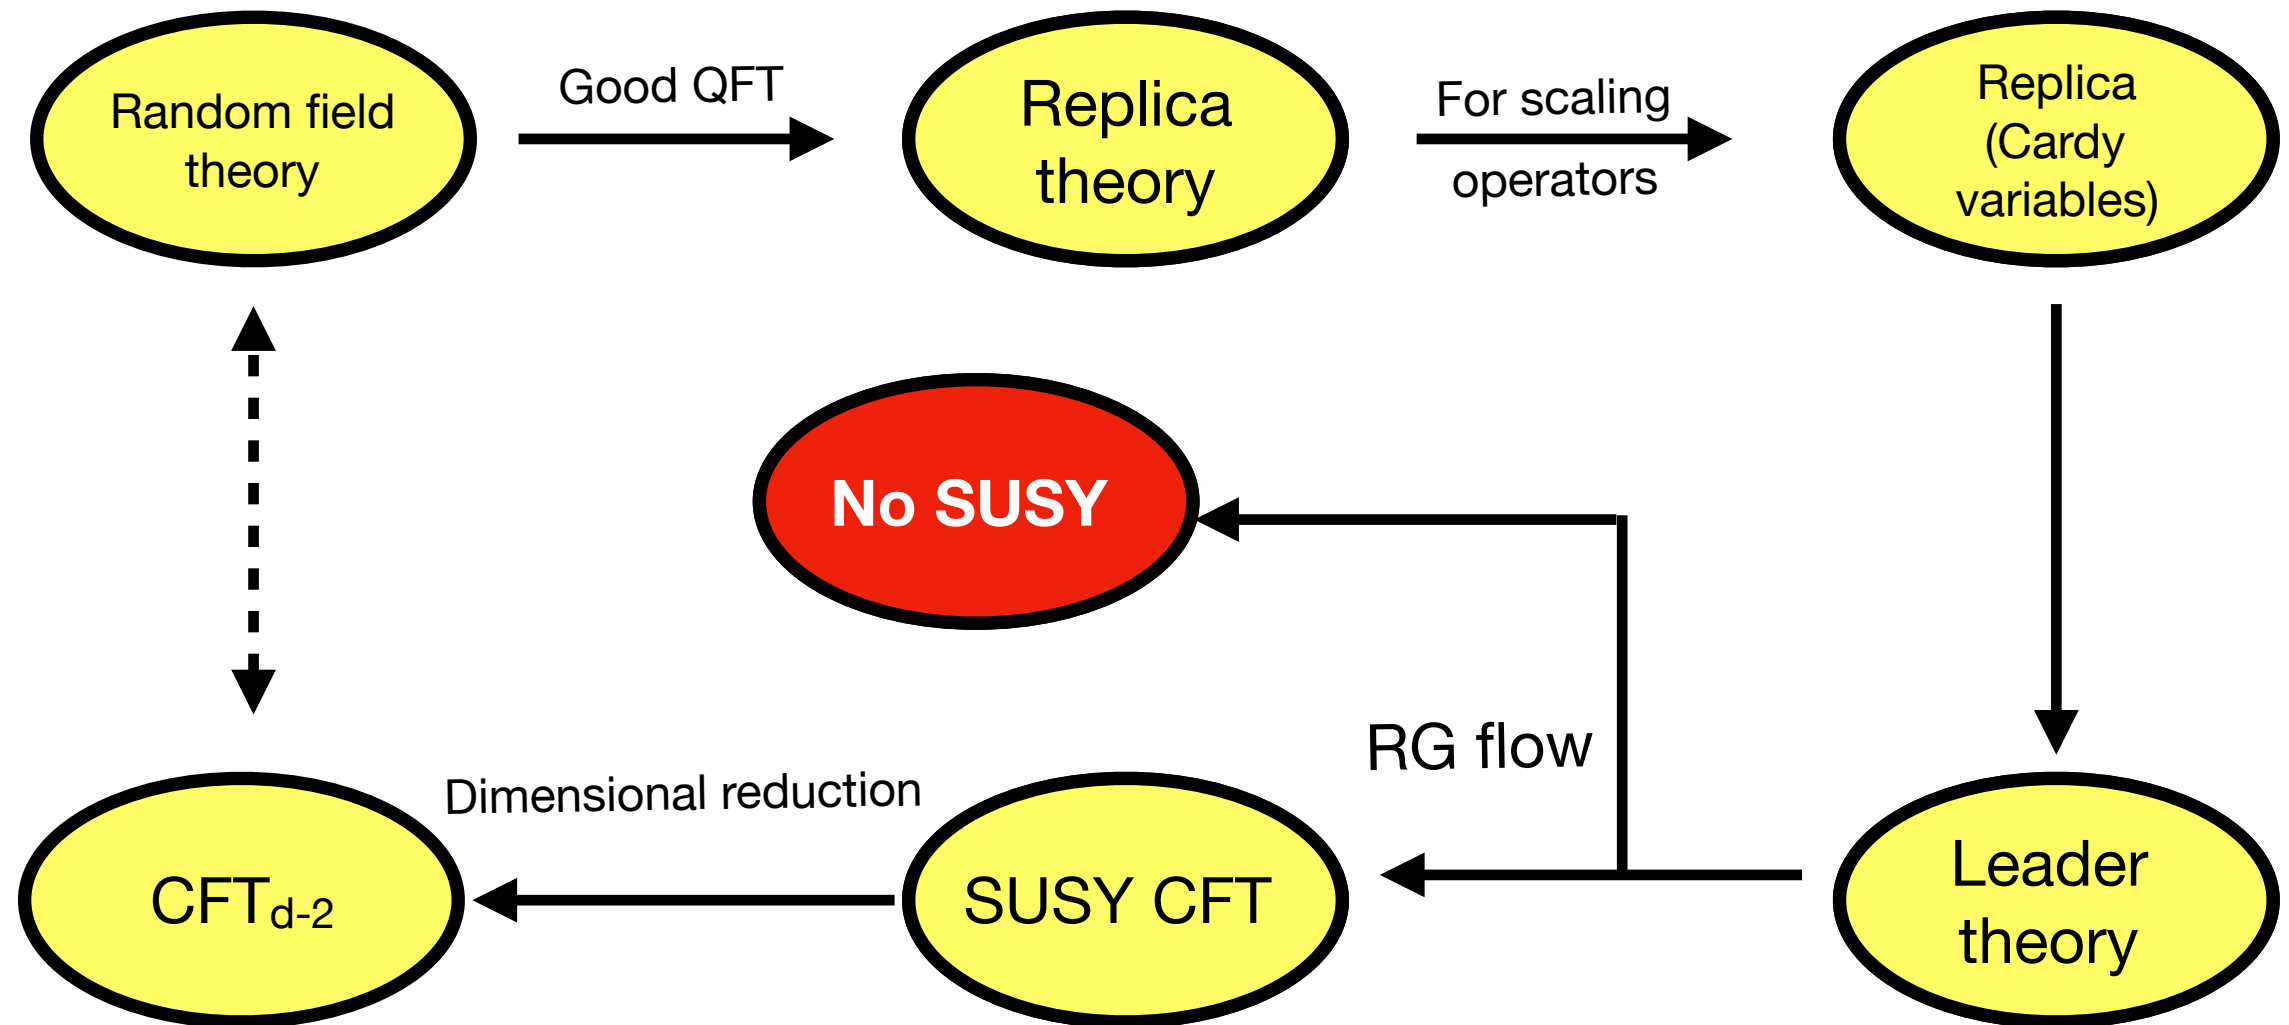 Random field
theory
Good QFT
Replica
theory
For scaling
operators
Replica
(Cardy
variables)
No SUSY
RG flow
Dimensional reduction
CFTd-2
SUSY CFT
Leader
theory